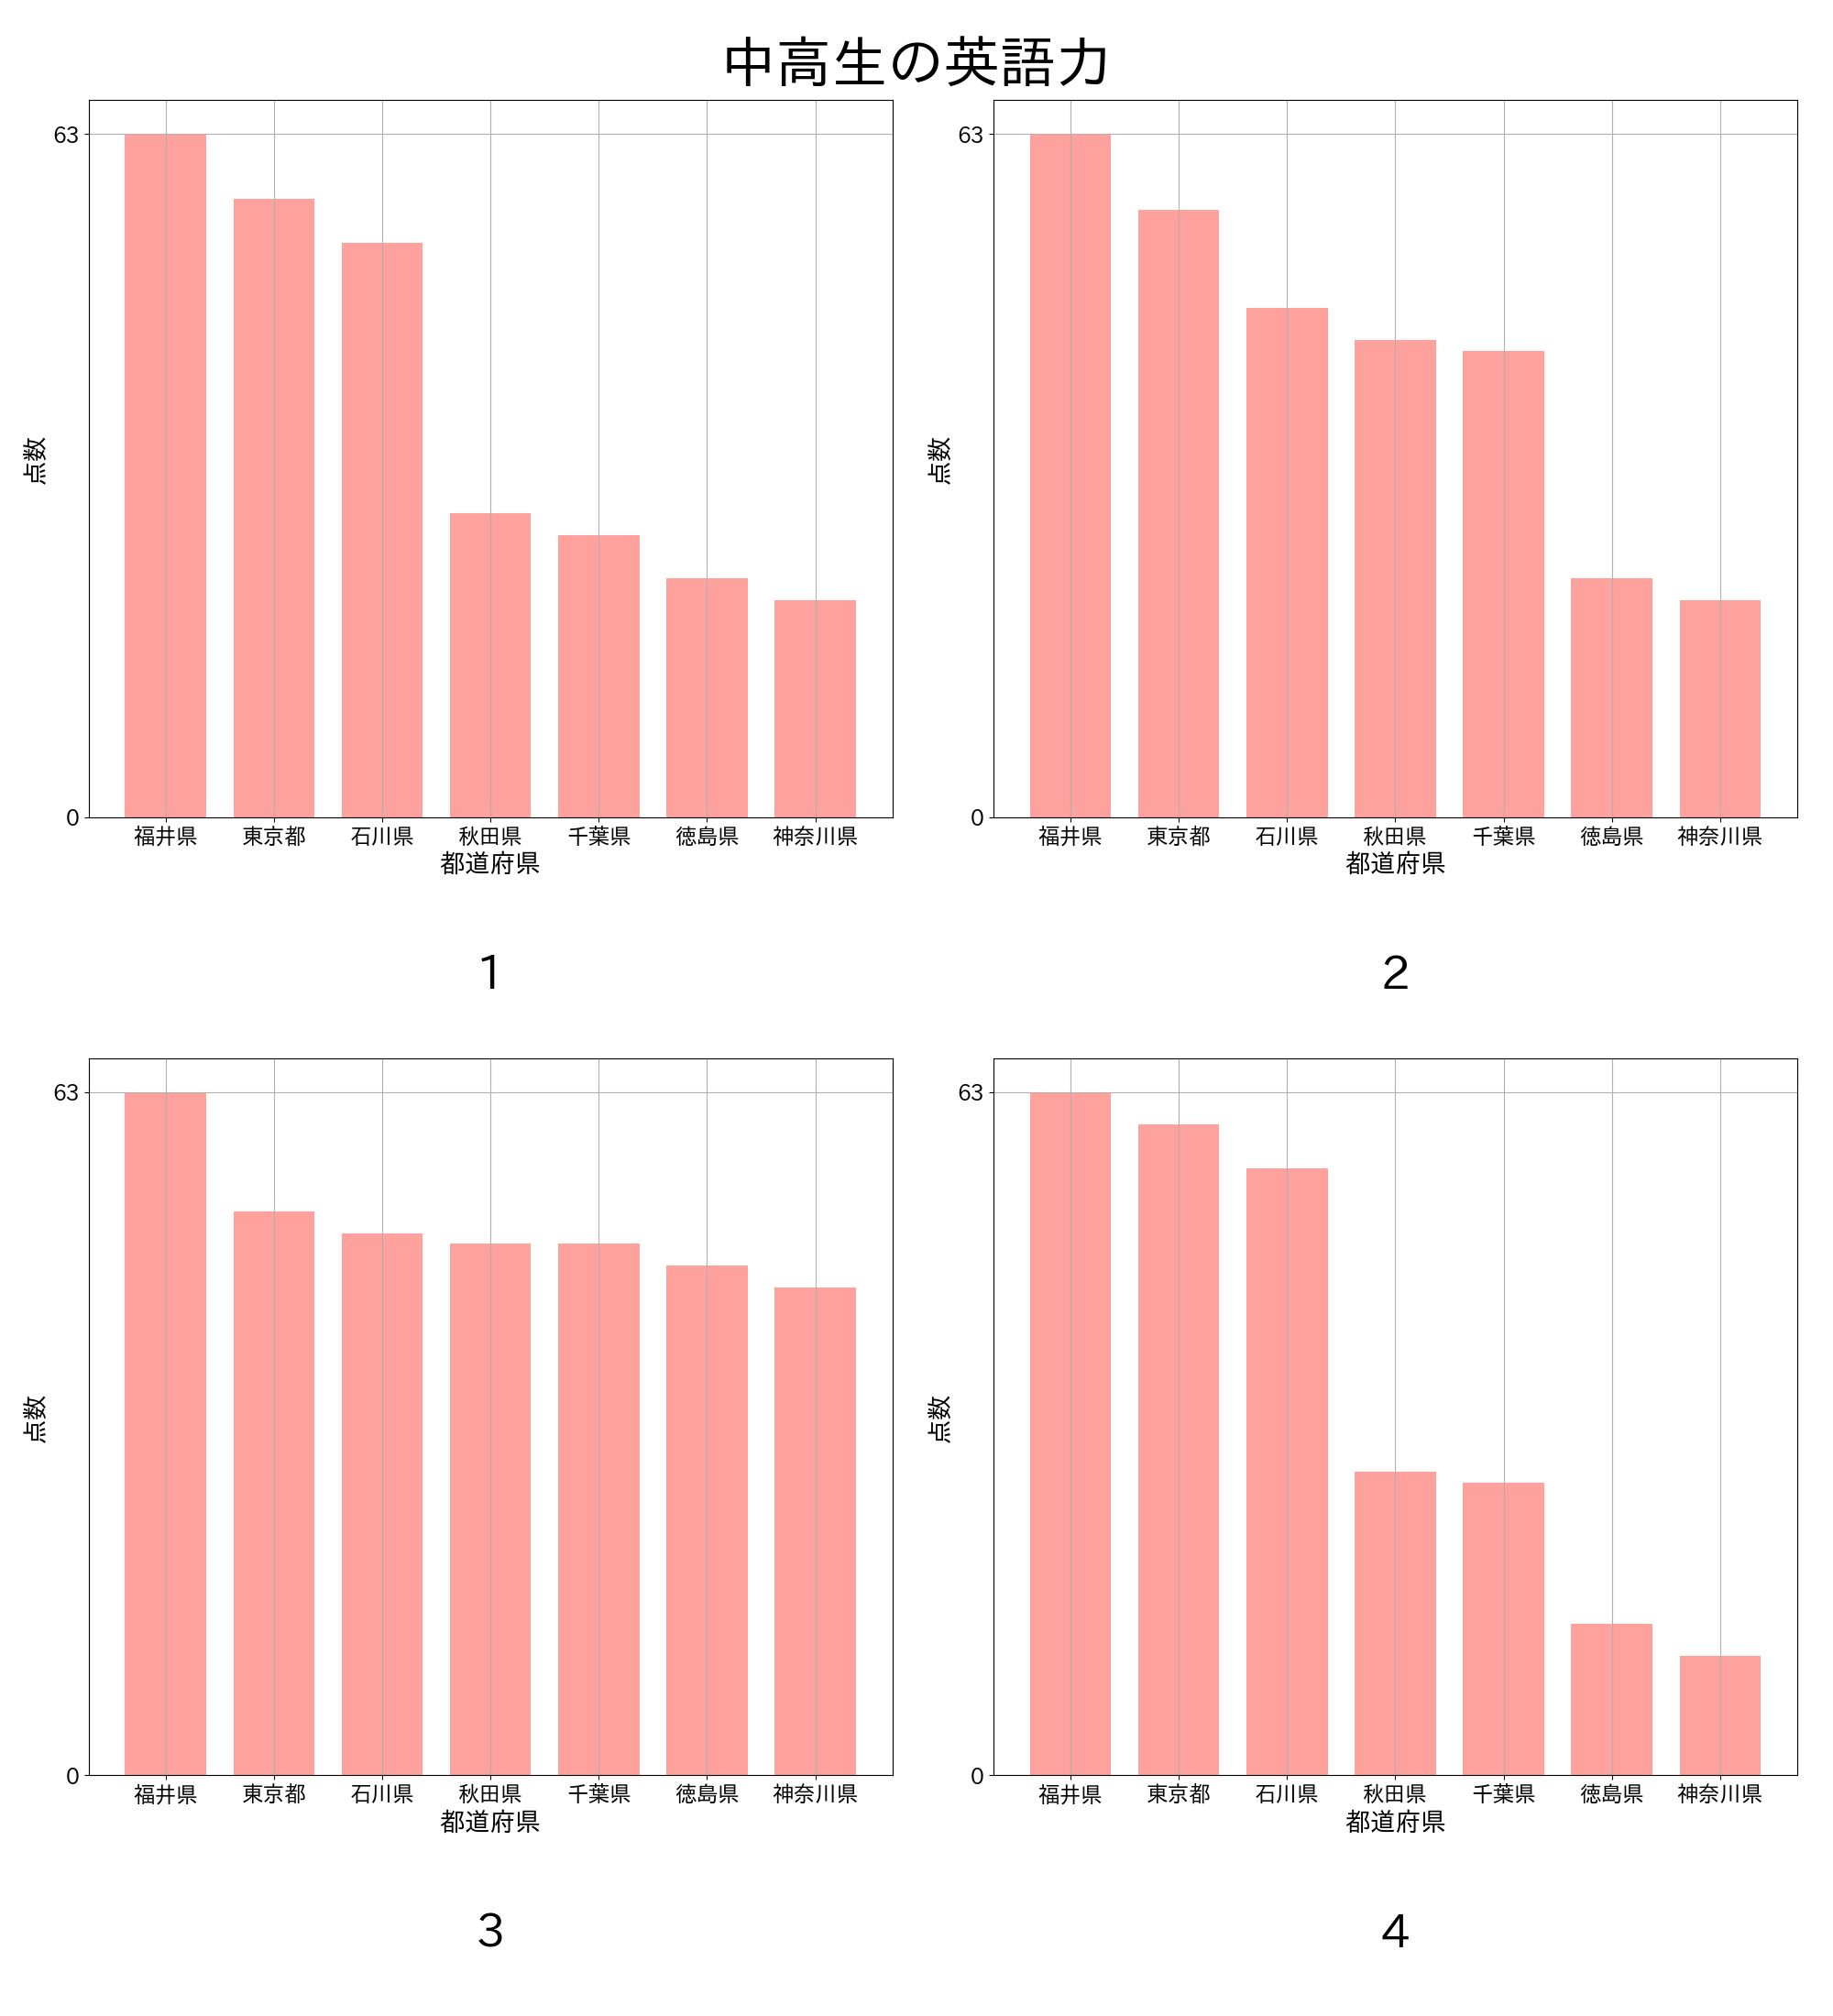 中高生の英語力
63
0
点数
福井県 東京都 石川県 秋田県 千葉県 徳島県 神奈川県
都道府県
1
63
0
点数
福井県 東京都 石川県 秋田県 千葉県 徳島県 神奈川県
都道府県
2
63
0
点数
福井県 東京都 石川県 秋田県 千葉県 徳島県 神奈川県
都道府県
3
63
0
点数
福井県 東京都 石川県 秋田県 千葉県 徳島県 神奈川県
都道府県
4